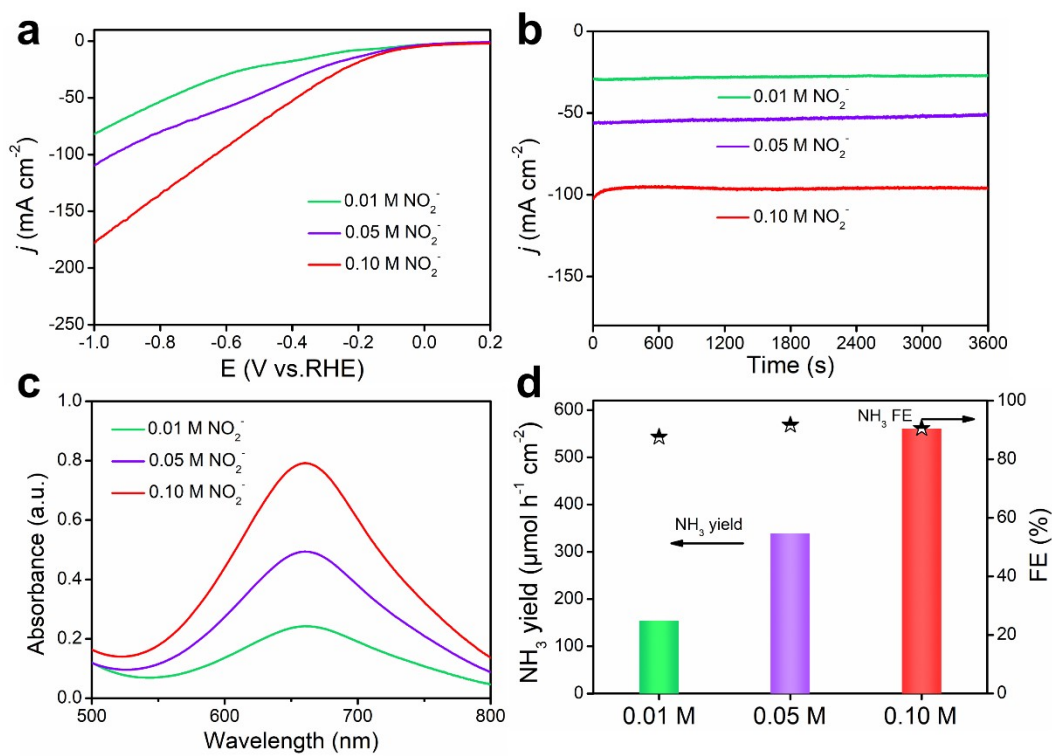 a
0
-50
-100
-150
-200
-250
j (mA cm⁻²)
-1.0 -0.8 -0.6 -0.4 -0.2 0.0 0.2
E (V vs.RHE)
0.01 M NO₂⁻
0.05 M NO₂⁻
0.10 M NO₂⁻
b
0
-50
-100
-150
j (mA cm⁻²)
0 600 1200 1800 2400 3000 3600
Time (s)
0.01 M NO₂⁻
0.05 M NO₂⁻
0.10 M NO₂⁻
c
1.0
0.8
0.6
0.4
0.2
0.0
Absorbance (a.u.)
500 600 650 700 800
Wavelength (nm)
0.01 M NO₂⁻
0.05 M NO₂⁻
0.10 M NO₂⁻
d
600
550
400
350
300
200
150
100
0
NH₃ yield (μmol h⁻¹ cm⁻²)
NH₃ FE
NH₃ yield
100
80
60
40
20
0
FE (%)
0.01 M 0.05 M 0.10 M